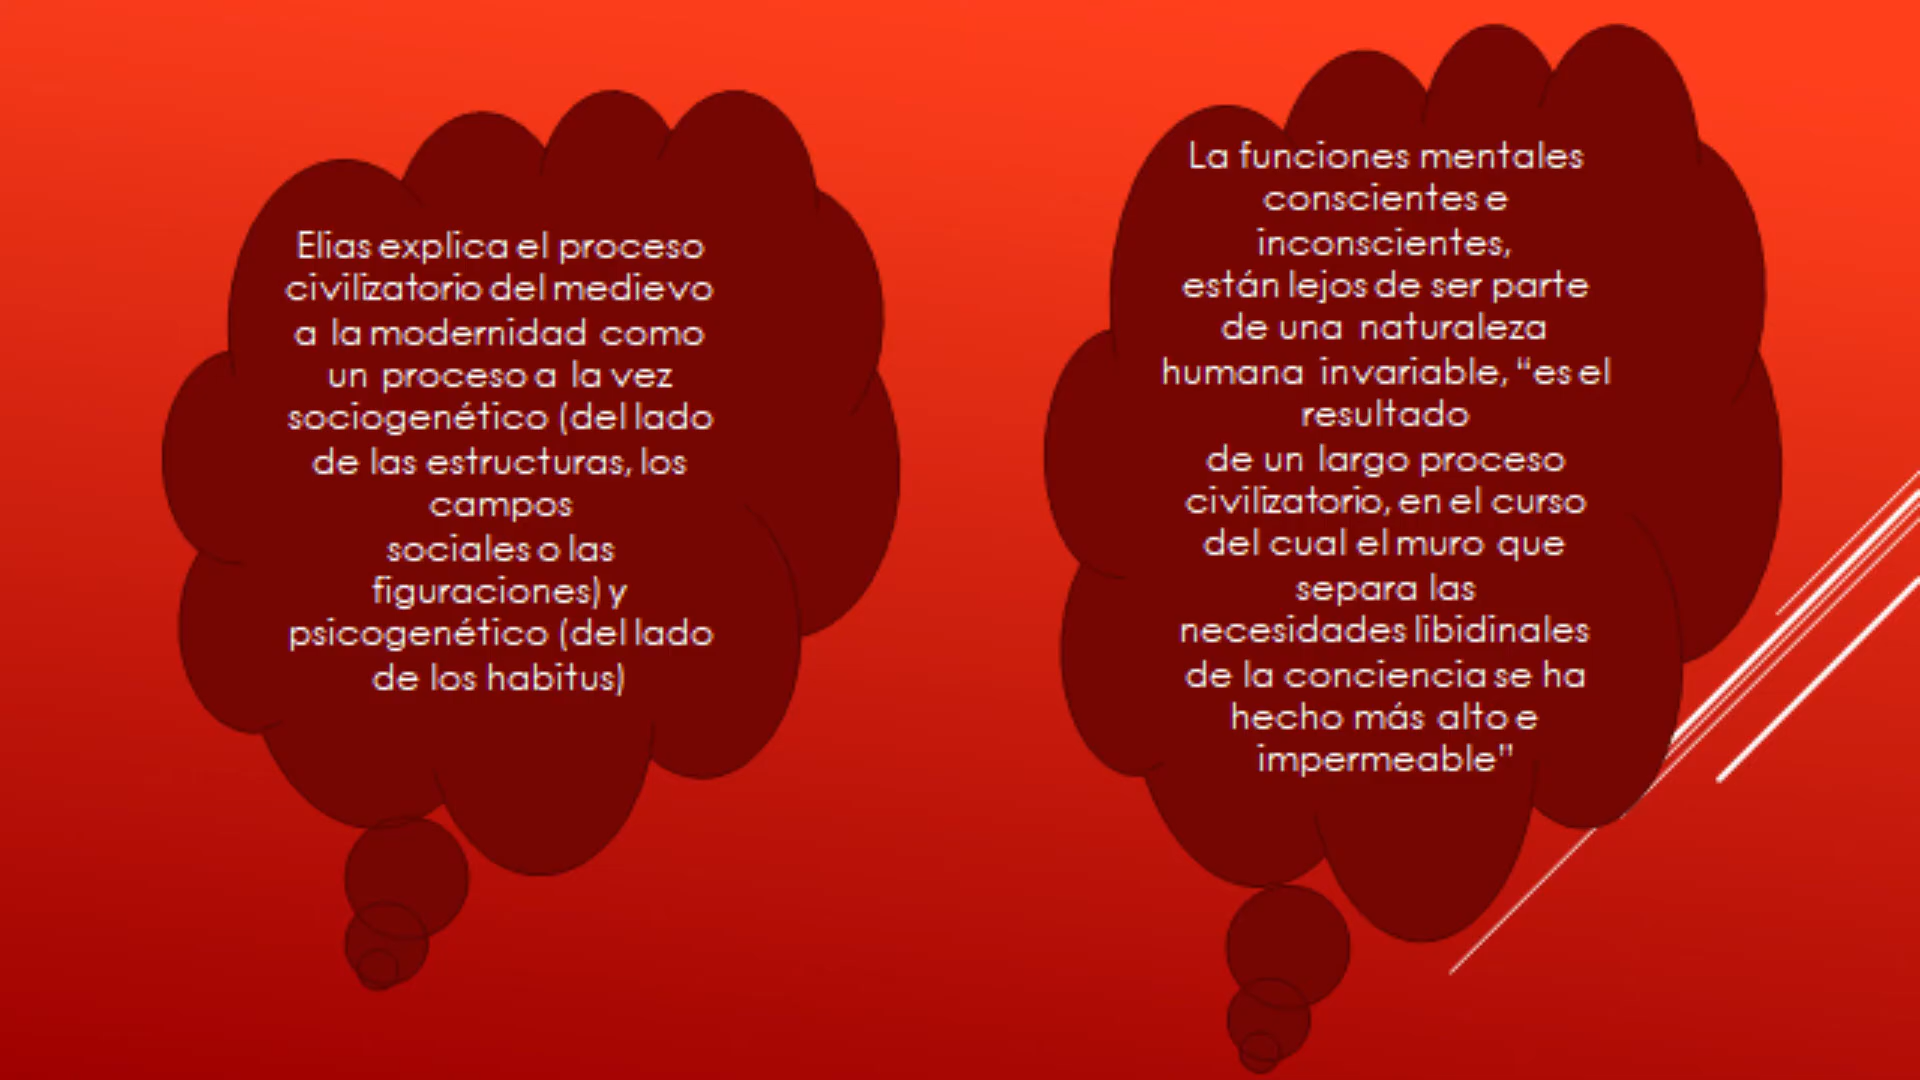 Elias explica el proceso
civilizatorio del medievo
a la modernidad como
un proceso a la vez
sociogenético (del lado
de las estructuras, los
campos
sociales o las
figuraciones) y
psicogenético (del lado
de los habitus)
La funciones mentales
conscientes e
inconscientes,
están lejos de ser parte
de una naturaleza
humana invariable, “es el
resultado
de un largo proceso
civilizatorio, en el curso
del cual el muro que
separa las
necesidades libidinales
de la conciencia se ha
hecho más alto e
impermeable"